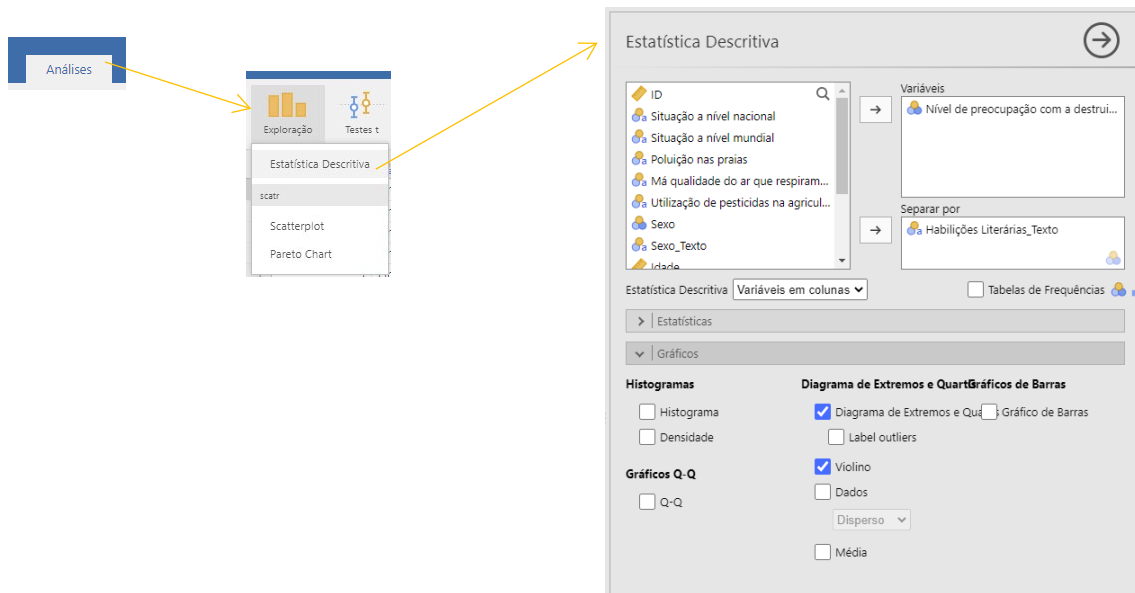 Análises
Exploração
Testes t
Estatística Descritiva
scatr
Scatterplot
Pareto Chart
Estatística Descritiva
ID
Situação a nível nacional
Situação a nível mundial
Poluição nas praias
Má qualidade do ar que respiram...
Utilização de pesticidas na agricul...
Sexo
Sexo_Texto
Idade
Variáveis
Nível de preocupação com a destrui...
Separar por
Habilições Literárias_Texto
Estatística Descritiva Variáveis em colunas
Tabelas de Frequências
Estatísticas
Gráficos
Histogramas
Histograma
Densidade
Gráficos Q-Q
Q-Q
Diagrama de Extremos e Quartis
Diagrama de Extremos e Qua
Label outliers
Violino
Dados
Disperso
Média
Gráficos de Barras
Gráfico de Barras